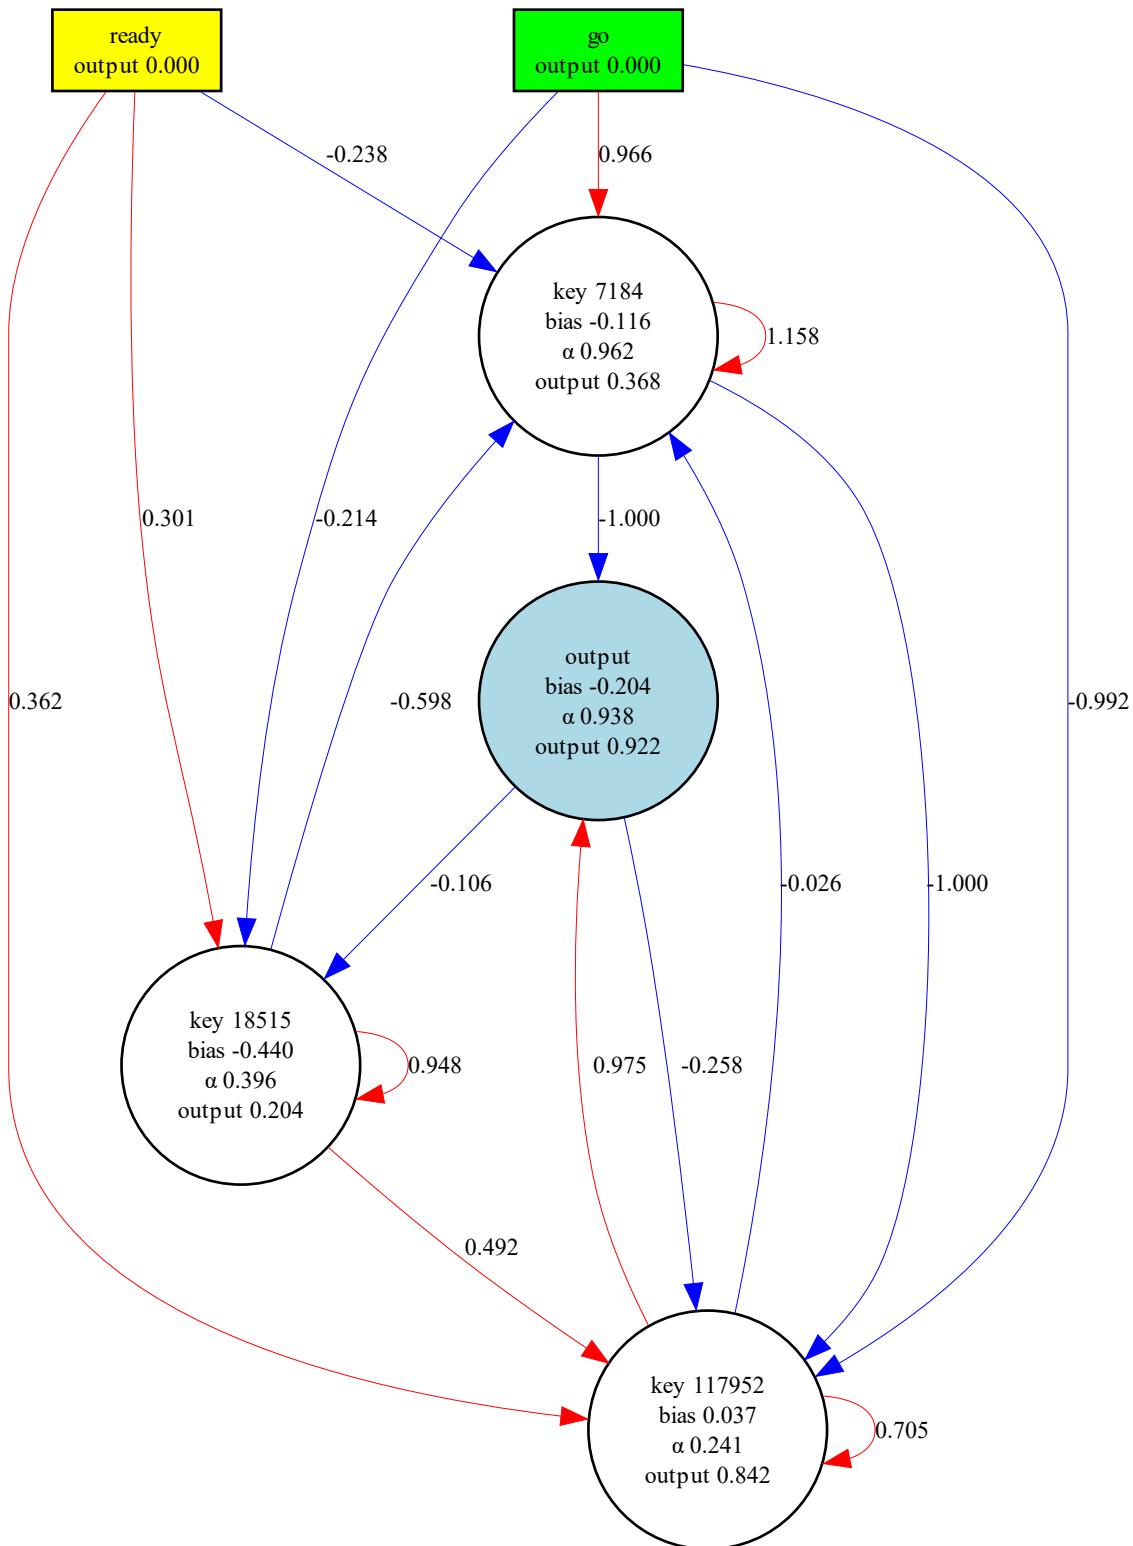 ready
output 0.000
go
output 0.000
-0.238
0.966
key 7184
bias -0.116
α 0.962
output 0.368
1.158
0.301
-0.214
-1.000
output
bias -0.204
α 0.938
output 0.922
0.362
-0.598
-0.992
-0.106
-0.026
-1.000
key 18515
bias -0.440
α 0.396
output 0.204
0.948
0.975
-0.258
0.492
key 117952
bias 0.037
α 0.241
output 0.842
0.705